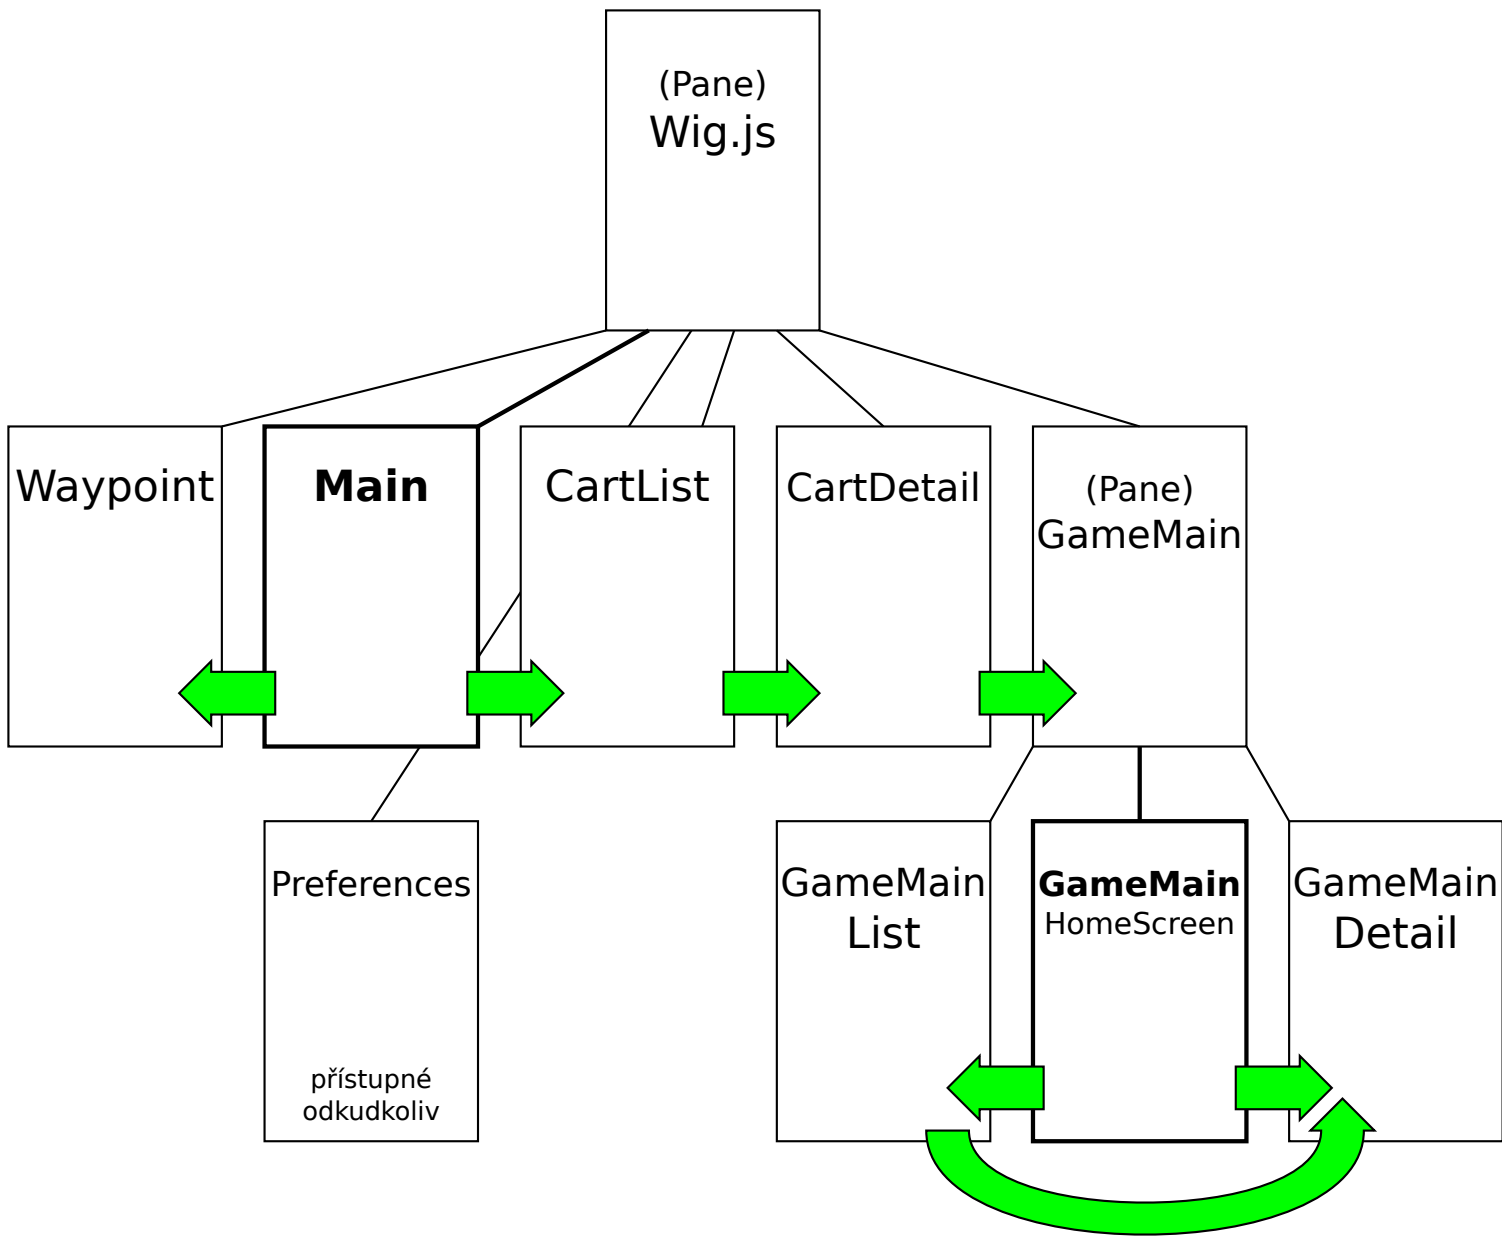 (Pane)
Wig.js
Waypoint
Main
CartList
CartDetail
(Pane)
GameMain
Preferences
přístupné
odkudkoliv
GameMain
List
GameMain
HomeScreen
GameMain
Detail